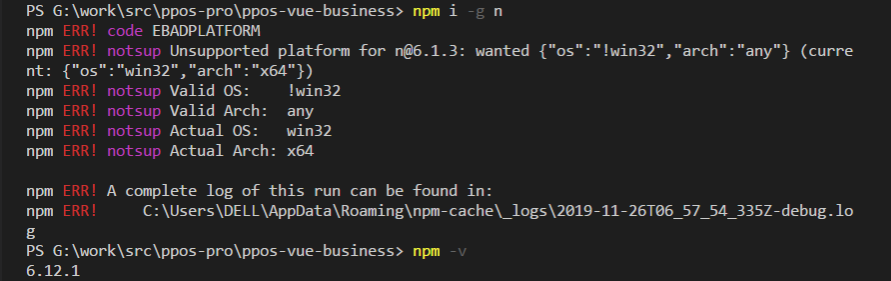 PS G:\work\src\ppos-pro\ppos-vue-business> npm i -g n
npm ERR! code EBADPLATFORM
npm ERR! notsup Unsupported platform for n@6.1.3: wanted {"os":"!win32","arch":"any"} (curre
nt: {"os":"win32","arch":"x64"})
npm ERR! notsup Valid OS:    !win32
npm ERR! notsup Valid Arch:  any
npm ERR! notsup Actual OS:   win32
npm ERR! notsup Actual Arch: x64
npm ERR! A complete log of this run can be found in:
npm ERR!     C:\Users\DELL\AppData\Roaming\npm-cache\_logs\2019-11-26T06_57_54_335Z-debug.lo
g
PS G:\work\src\ppos-pro\ppos-vue-business> npm -v
6.12.1